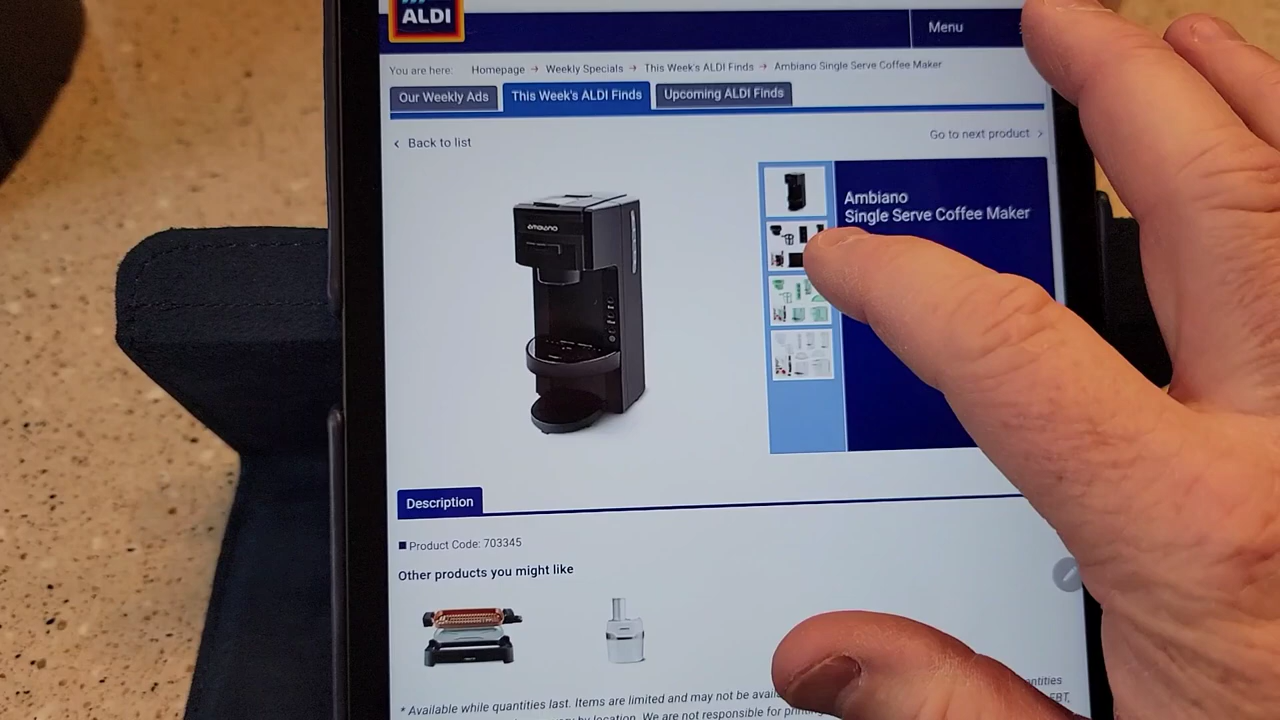 ALDI
Menu
You are here: Homepage → Weekly Specials → This Week's ALDI Finds → Ambiano Single Serve Coffee Maker
Our Weekly Ads This Week's ALDI Finds Upcoming ALDI Finds
‹ Back to list Go to next product ›
Ambiano
Single Serve Coffee Maker
AMBIANO
Description
Product Code: 703345
Other products you might like
* Available while quantities last. Items are limited and may not be
by location. We are not responsible for